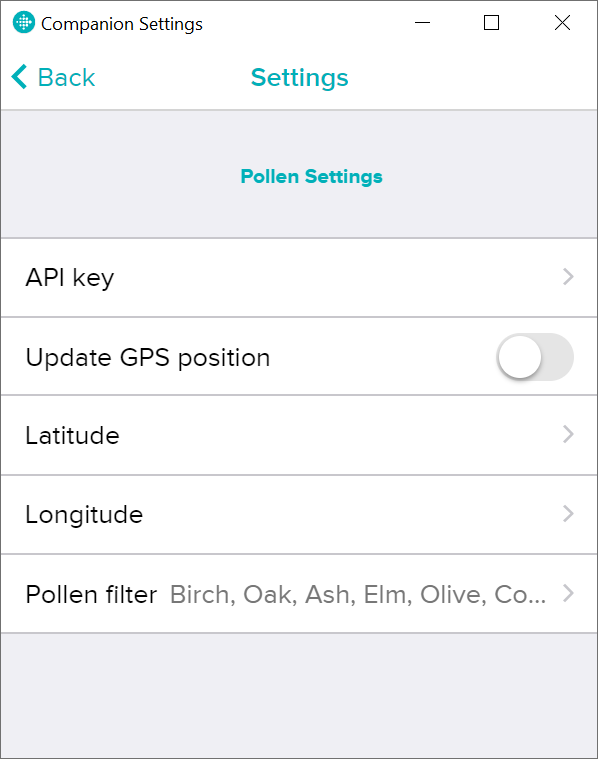 Companion Settings
Back
Settings
Pollen Settings
API key
Update GPS position
Latitude
Longitude
Pollen filter Birch, Oak, Ash, Elm, Olive, Co...